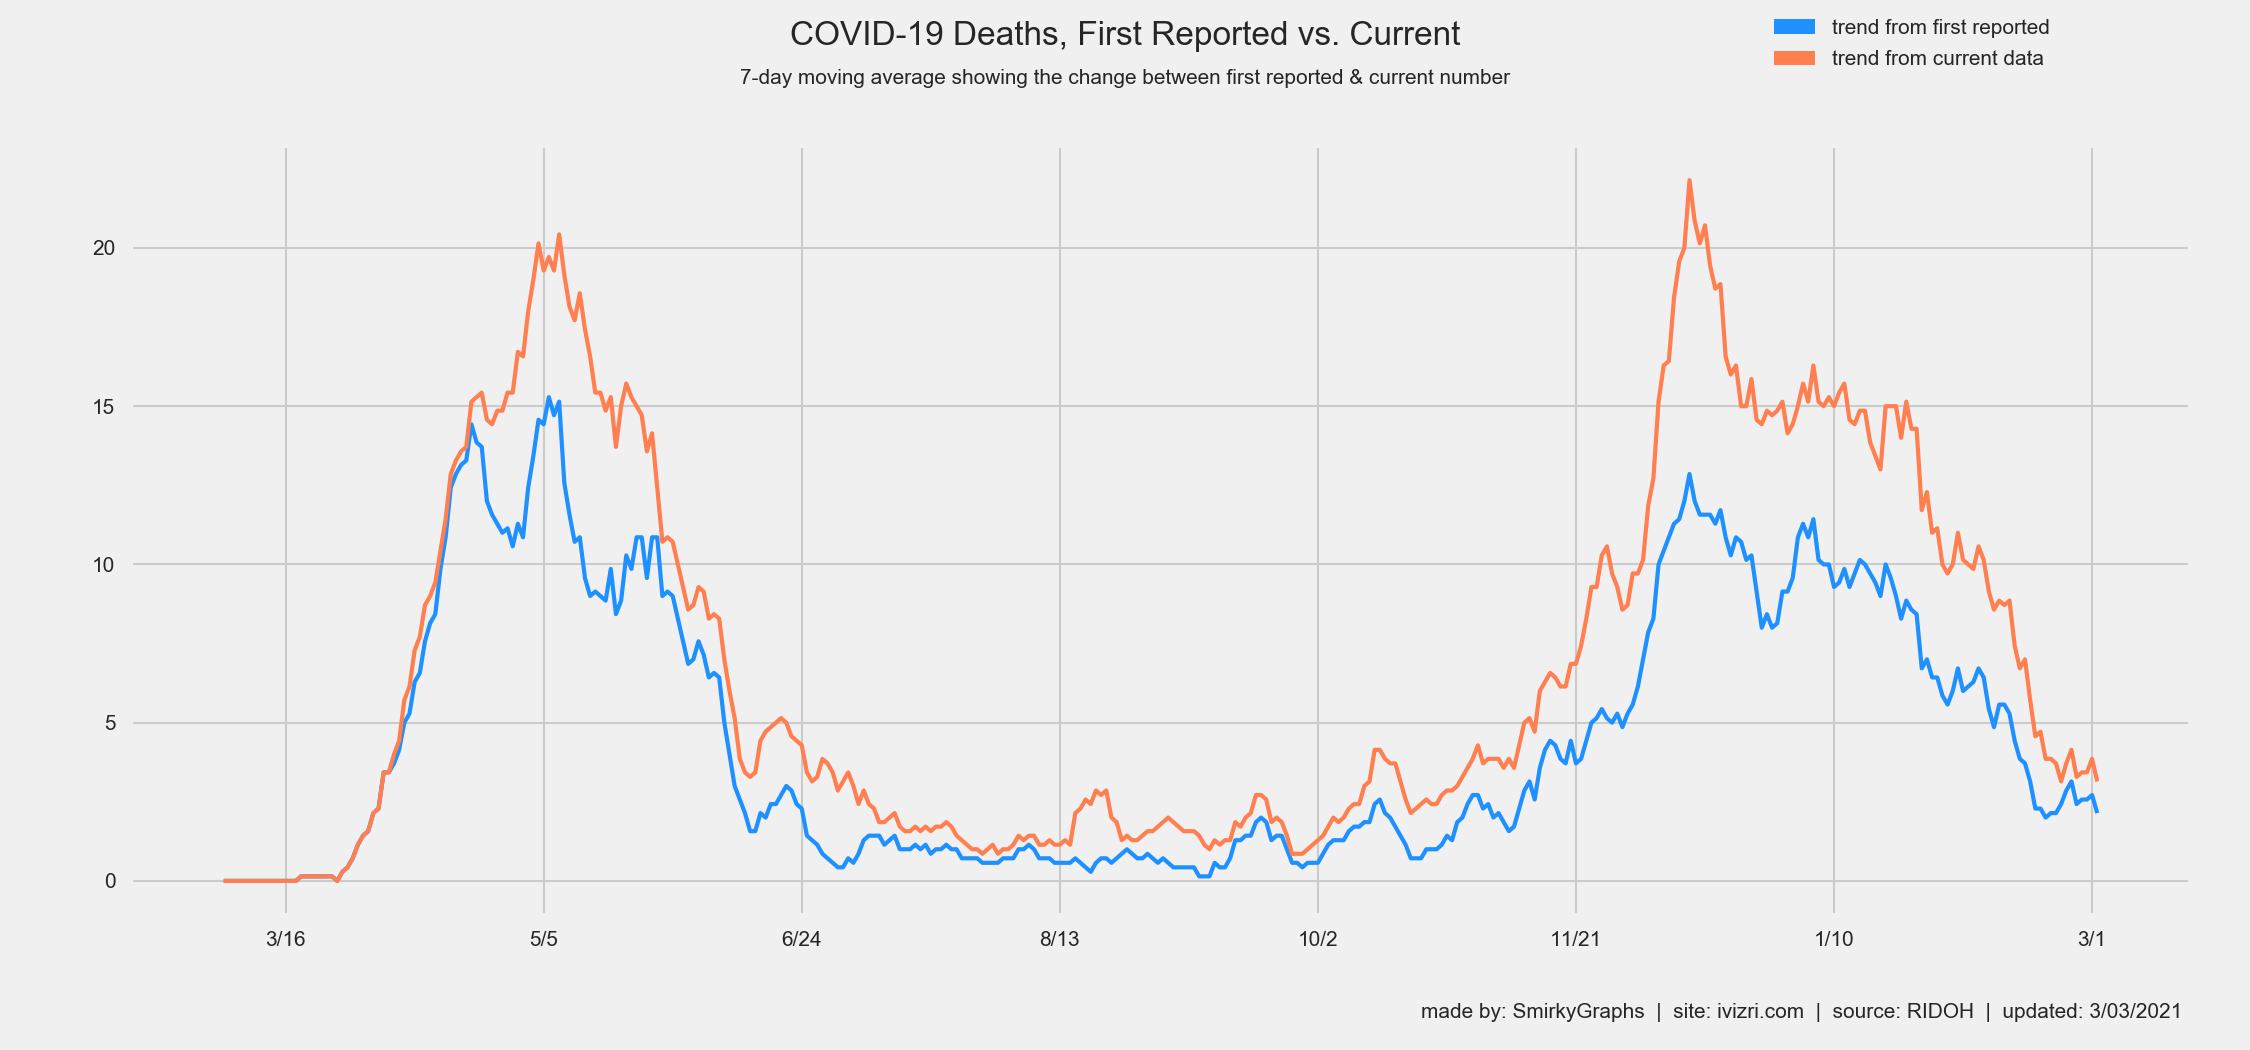 COVID-19 Deaths, First Reported vs. Current
7-day moving average showing the change between first reported & current number
trend from first reported
trend from current data
20
15
10
5
0
3/16
5/5
6/24
8/13
10/2
11/21
1/10
3/1
made by: SmirkyGraphs | site: ivizri.com | source: RIDOH | updated: 3/03/2021